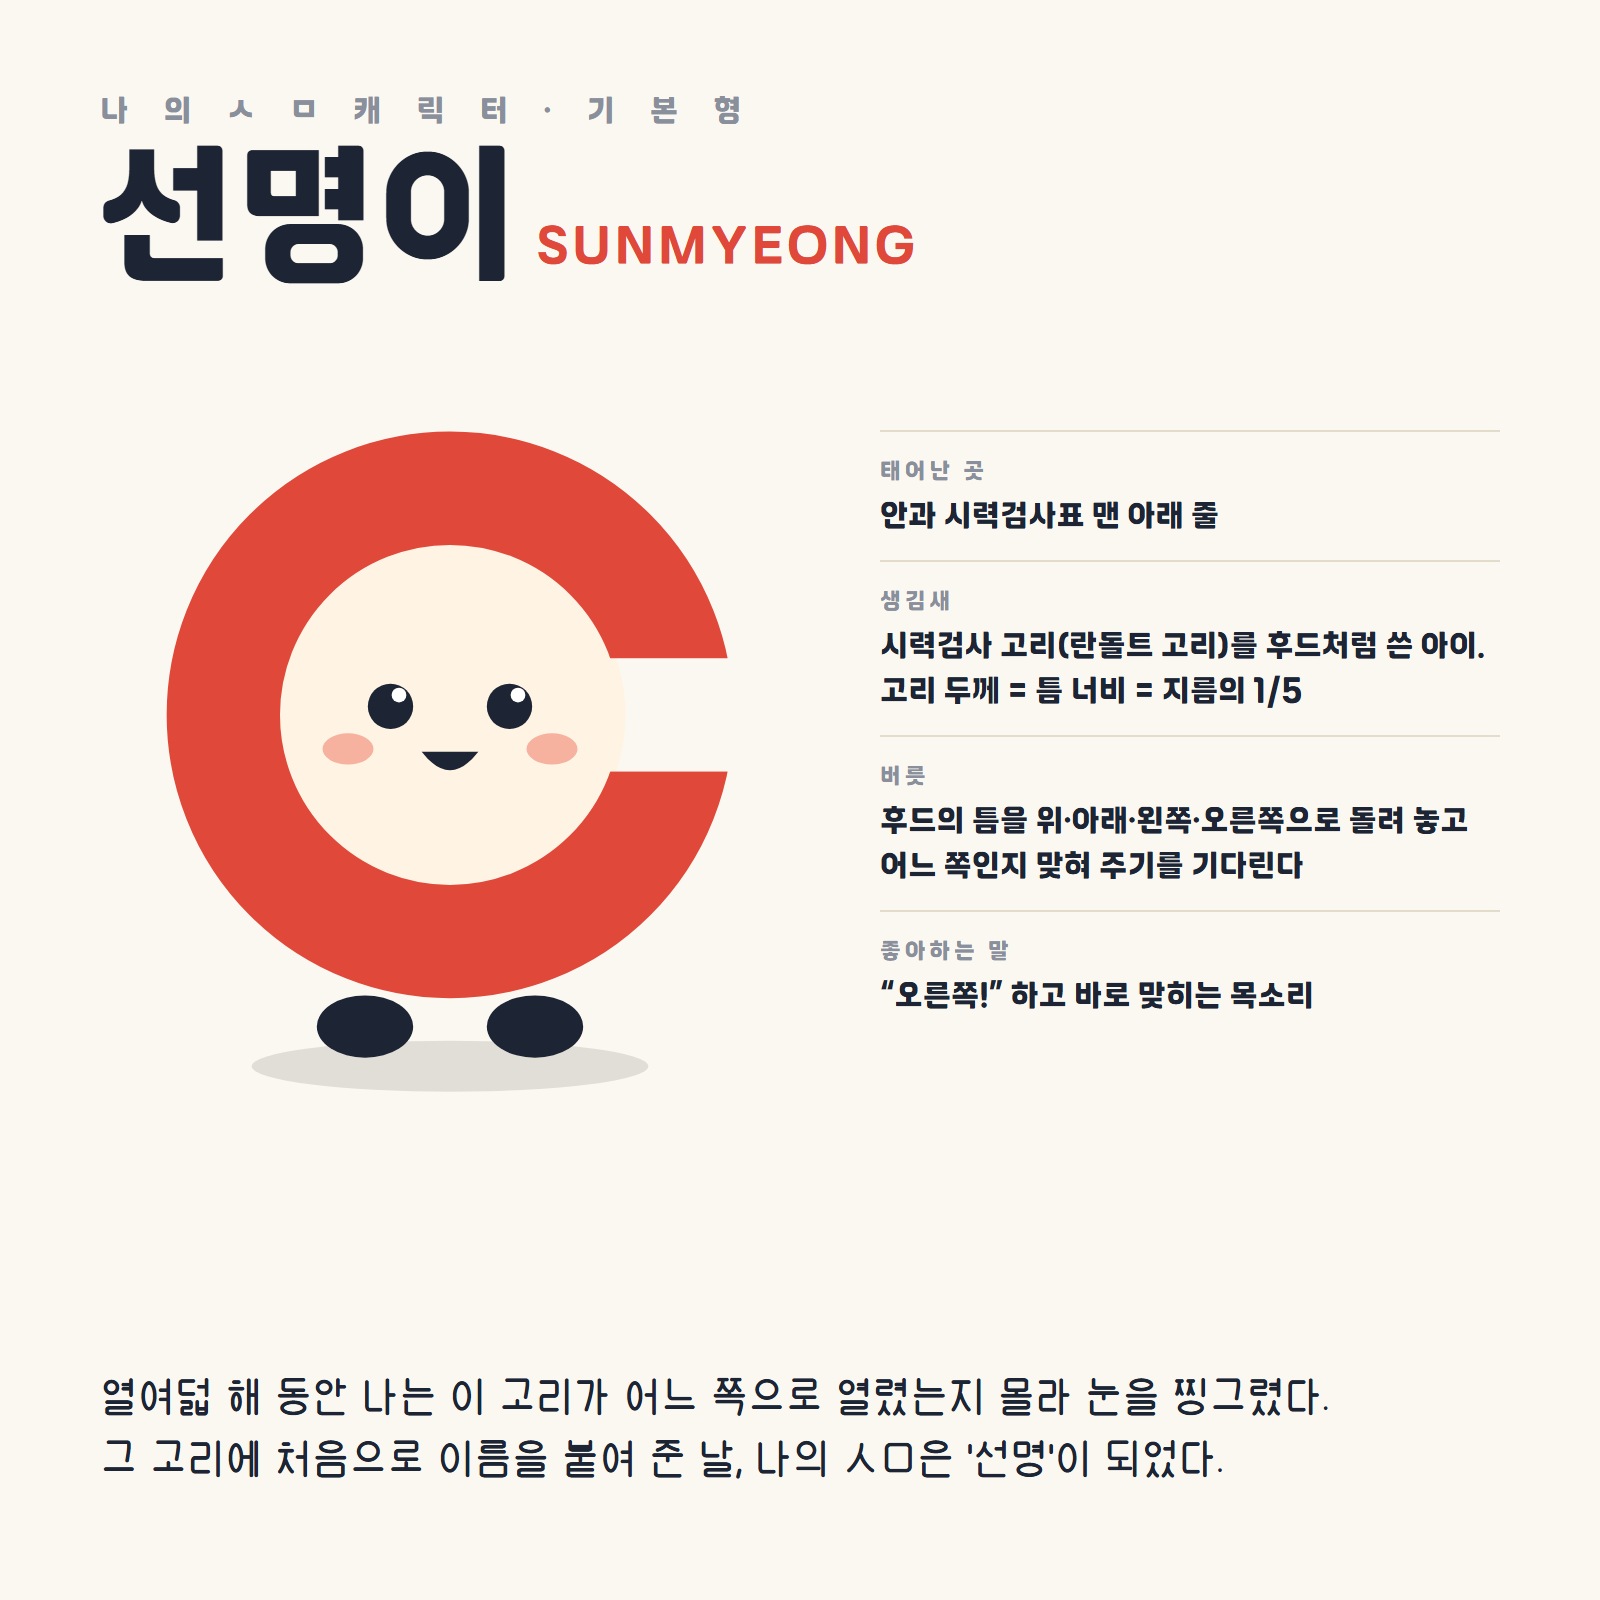 나의 ㅅㅁ 캐릭터 · 기본형
선명이 SUNMYEONG
태어난 곳
안과 시력검사표 맨 아래 줄
생김새
시력검사 고리(란돌트 고리)를 후드처럼 쓴 아이.
고리 두께 = 틈 너비 = 지름의 1/5
버릇
후드의 틈을 위·아래·왼쪽·오른쪽으로 돌려 놓고
어느 쪽인지 맞혀 주기를 기다린다
좋아하는 말
“오른쪽!” 하고 바로 맞히는 목소리
열여덟 해 동안 나는 이 고리가 어느 쪽으로 열렸는지 몰라 눈을 찡그렸다.
그 고리에 처음으로 이름을 붙여 준 날, 나의 ㅅㅁ은 '선명'이 되었다.